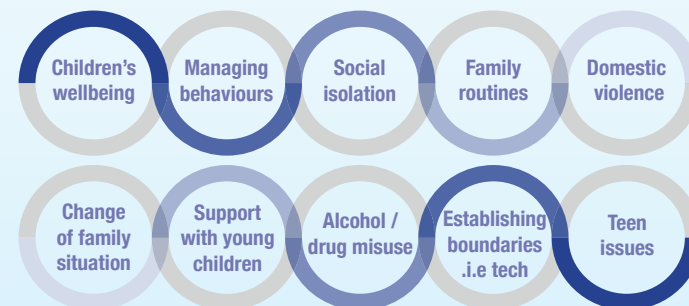 Children's
wellbeing
Managing
behaviours
Social
isolation
Family
routines
Domestic
violence
Change
of family
situation
Support
with young
children
Alcohol /
drug misuse
Establishing
boundaries
.i.e tech
Teen
issues